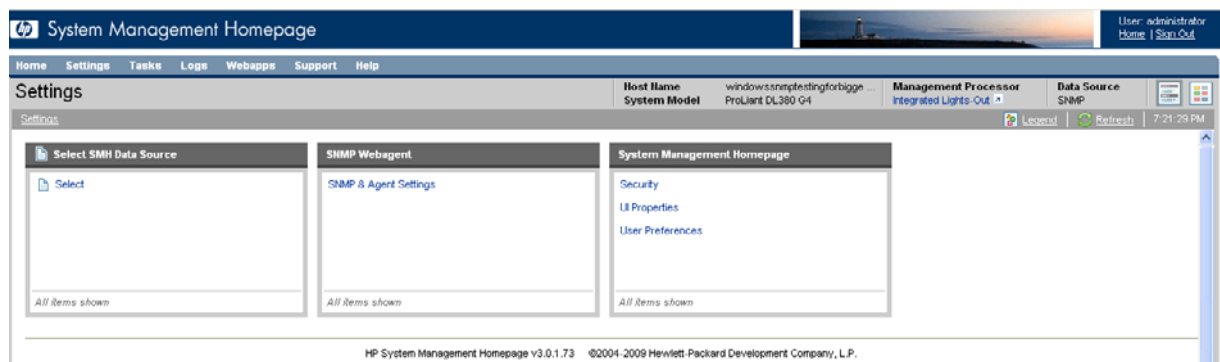 hp System Management Homepage
User: administrator
Home | Sign Out
Home Settings Tasks Logs Webapps Support Help
Settings
Host Name windowssnmptestingforbigge ...
System Model ProLiant DL380 G4
Management Processor
Integrated Lights-Out
Data Source
SNMP
Settings
Legend | Refresh | 7:21:29 PM
Select SMH Data Source
Select
All items shown
SNMP Webagent
SNMP & Agent Settings
All items shown
System Management Homepage
Security
UI Properties
User Preferences
All items shown
HP System Management Homepage v3.0.1.73 ©2004-2009 Hewlett-Packard Development Company, L.P.